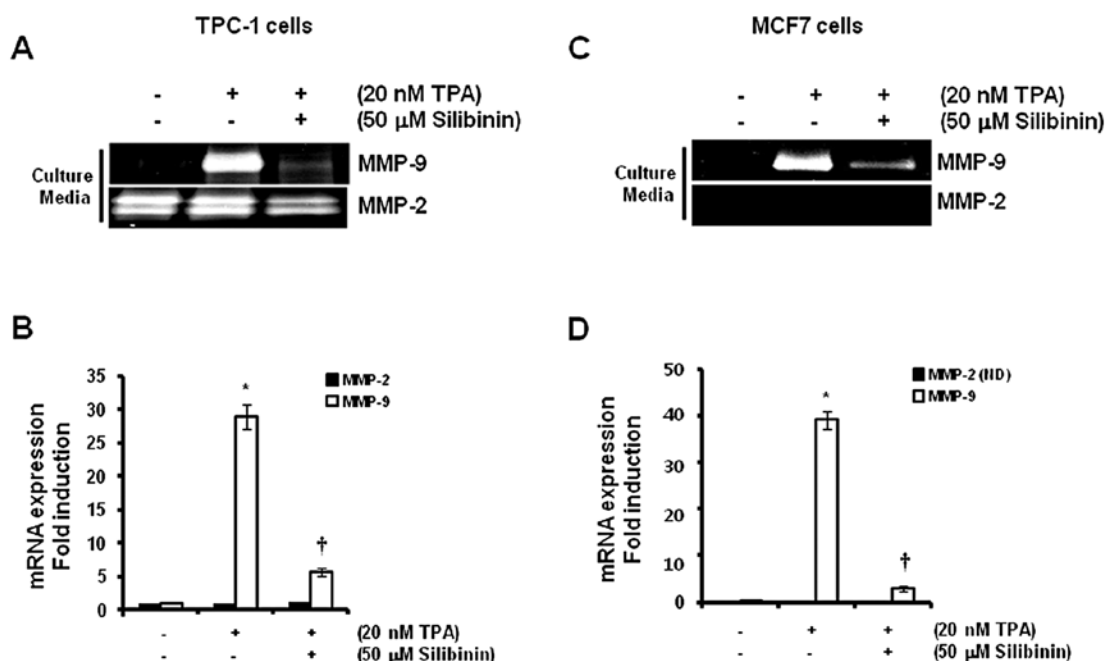 TPC-1 cells
A
- + + (20 nM TPA)
- - + (50 μM Silibinin)
Culture
Media
MMP-9
MMP-2
MCF7 cells
C
- + + (20 nM TPA)
- - + (50 μM Silibinin)
Culture
Media
MMP-9
MMP-2
B
mRNA expression
Fold induction
35
30
25
20
15
10
5
0
*
†
MMP-2
MMP-9
- + + (20 nM TPA)
- - + (50 μM Silibinin)
D
mRNA expression
Fold induction
50
40
30
20
10
0
*
†
MMP-2 (ND)
MMP-9
- + + (20 nM TPA)
- - + (50 μM Silibinin)